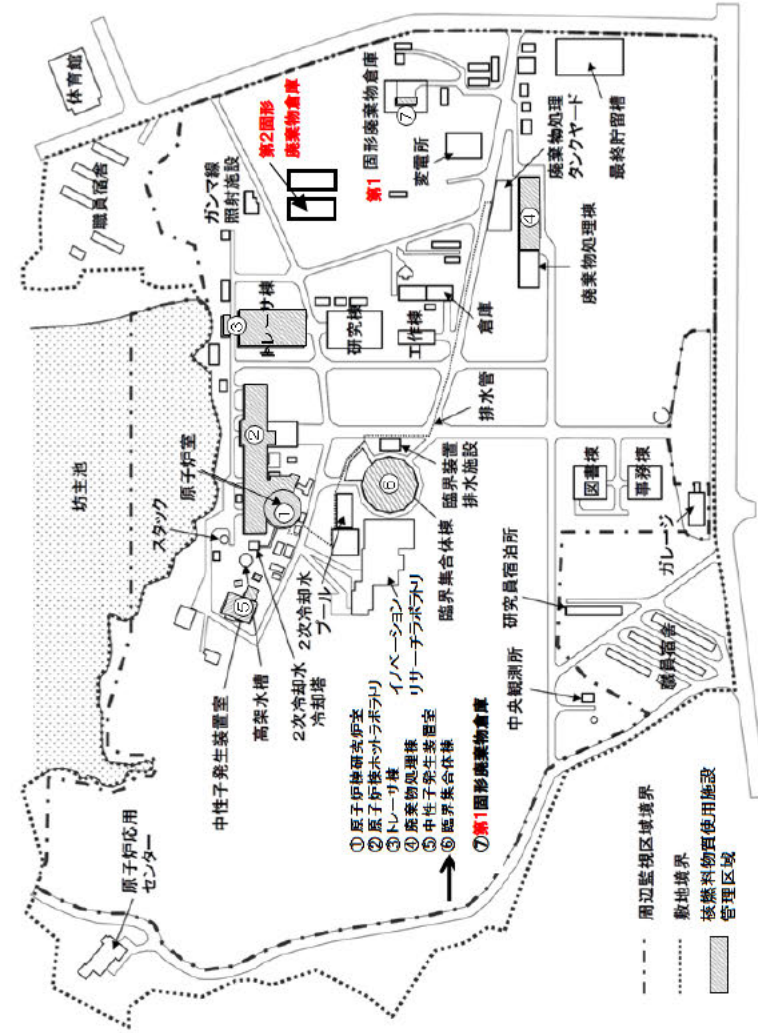 体育館
職員宿舎
ガンマ線
照射施設
第2固形
廃棄物倉庫
第1 固形廃棄物倉庫
⑦
変電所
廃棄物処理
タンクヤード
最終貯留槽
④
廃棄物処理棟
③
トレーサ棟
研究棟
工作棟
倉庫
排水管
坊主池
スタック
原子炉室
②
①
⑤
⑥
臨界装置
排水施設
臨界集合体棟
図書棟
事務棟
ガレージ
中性子発生装置室
高架水槽
2次冷却水
冷却塔
2次冷却水
プール
イノベーション
リサーチラボラトリ
研究員宿泊所
中央観測所
職員宿舎
原子炉応用
センター
①原子炉棟研究炉室
②原子炉棟ホットラボラトリ
③トレーサ棟
④廃棄物処理棟
⑤中性子発生装置室
⑥臨界集合体棟
⑦第1固形廃棄物倉庫
周辺監視区域境界
敷地境界
核燃料物質使用施設
管理区域